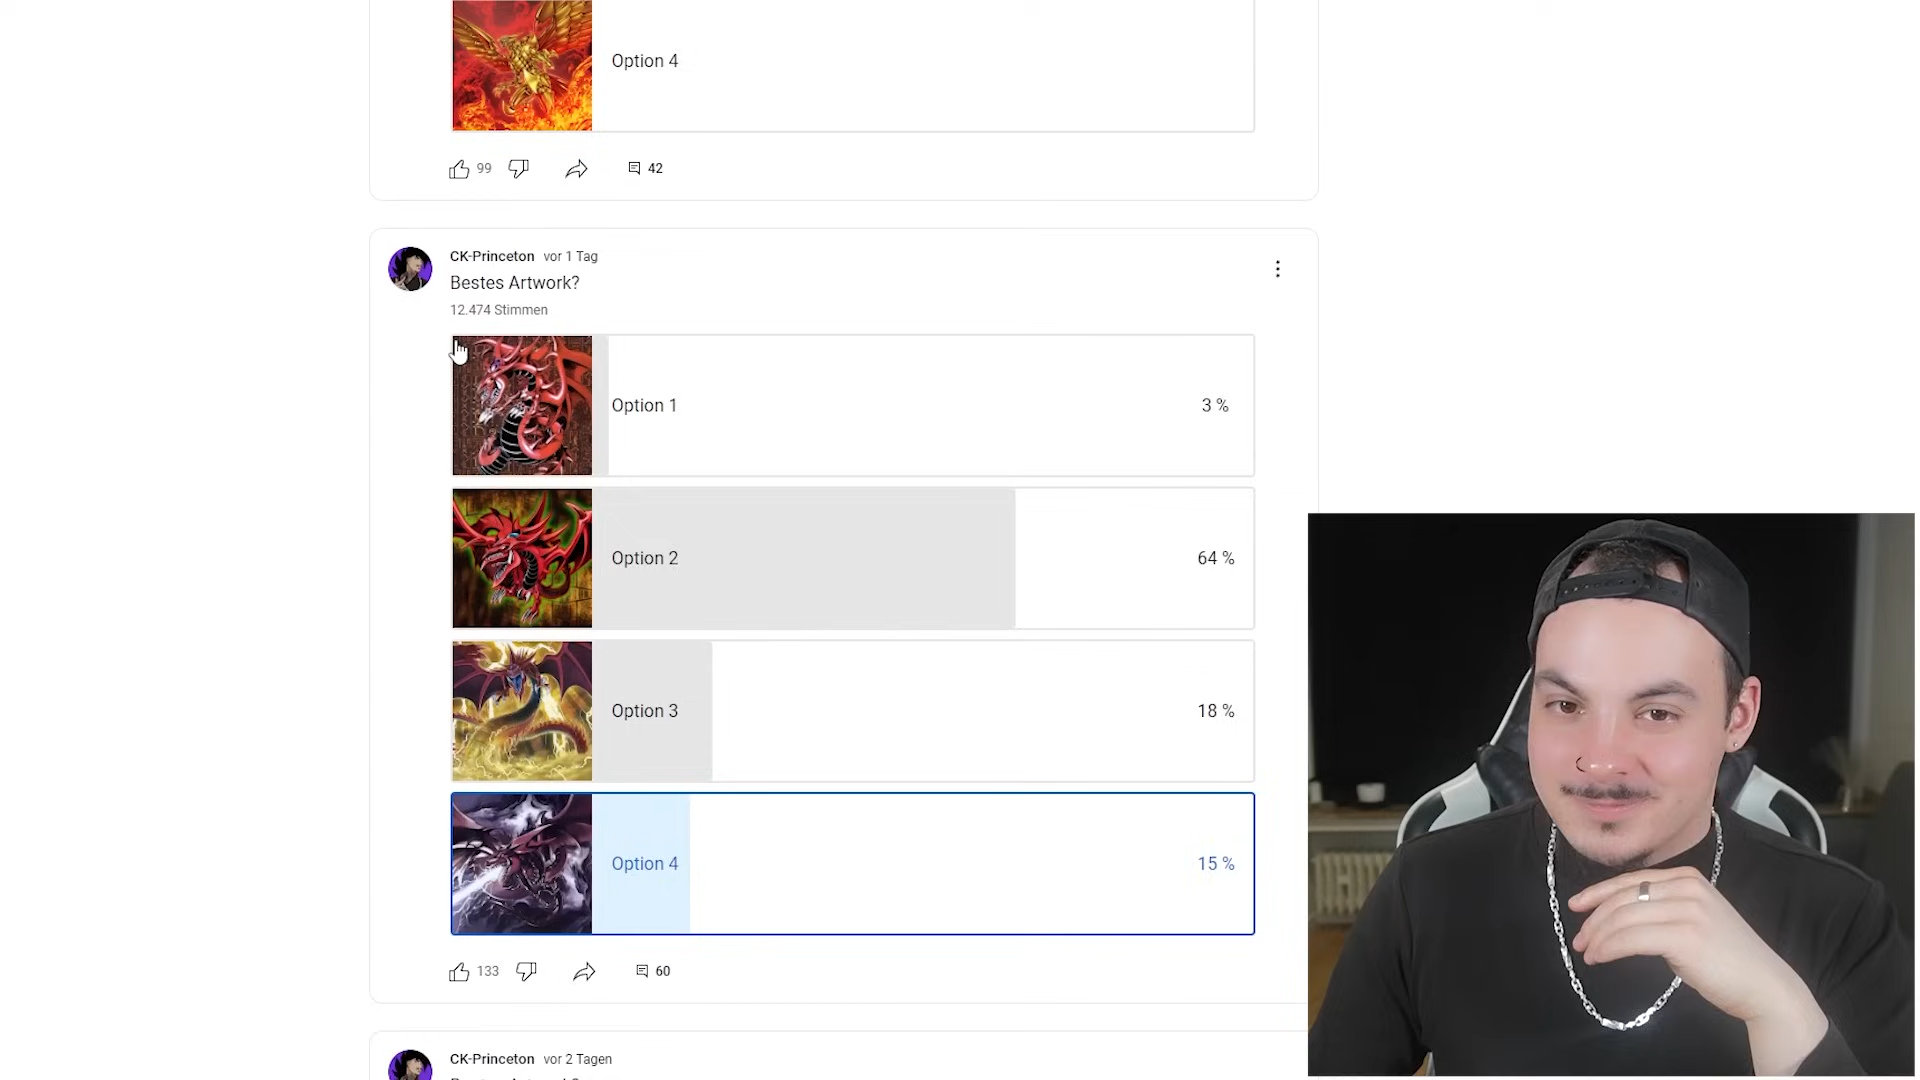 Option 4
99
42
CK-Princeton vor 1 Tag
Bestes Artwork?
12.474 Stimmen
Option 1 3 %
Option 2 64 %
Option 3 18 %
Option 4 15 %
133
60
CK-Princeton vor 2 Tagen